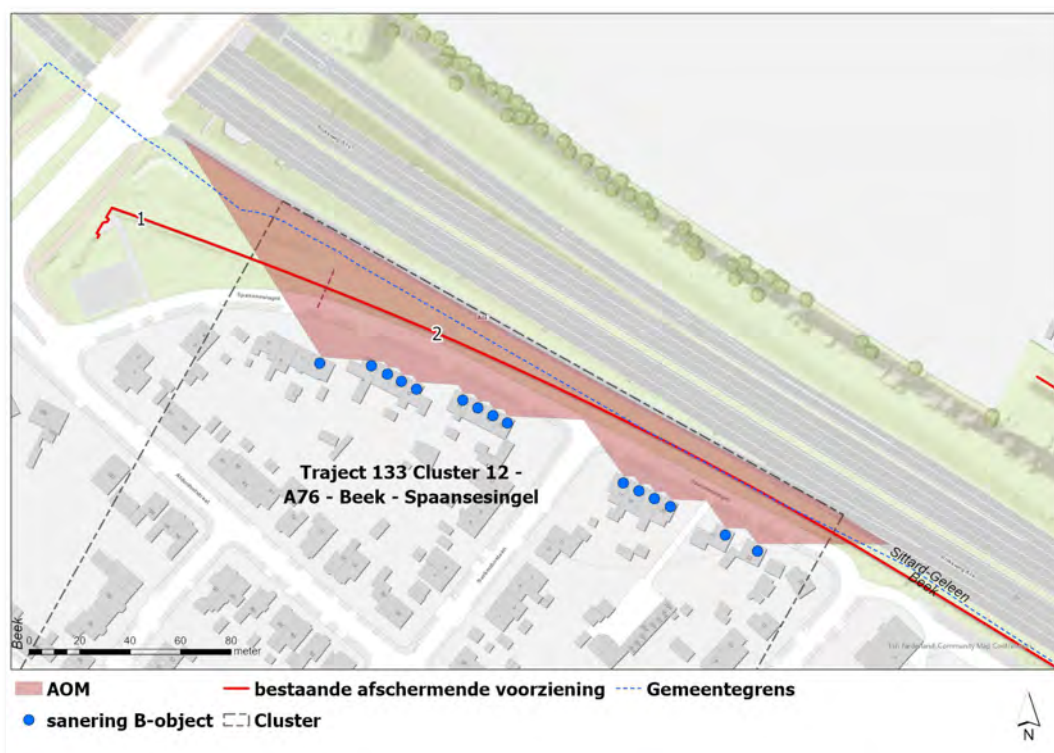 1
Spaansesingel
2
Traject 133 Cluster 12 -
A76 - Beek - Spaansesingel
Sittard-Geleen
Beek
Beek
0 20 40 60 80
meter
AOM
bestaande afschermende voorziening
Gemeentegrens
sanering B-object
Cluster
N